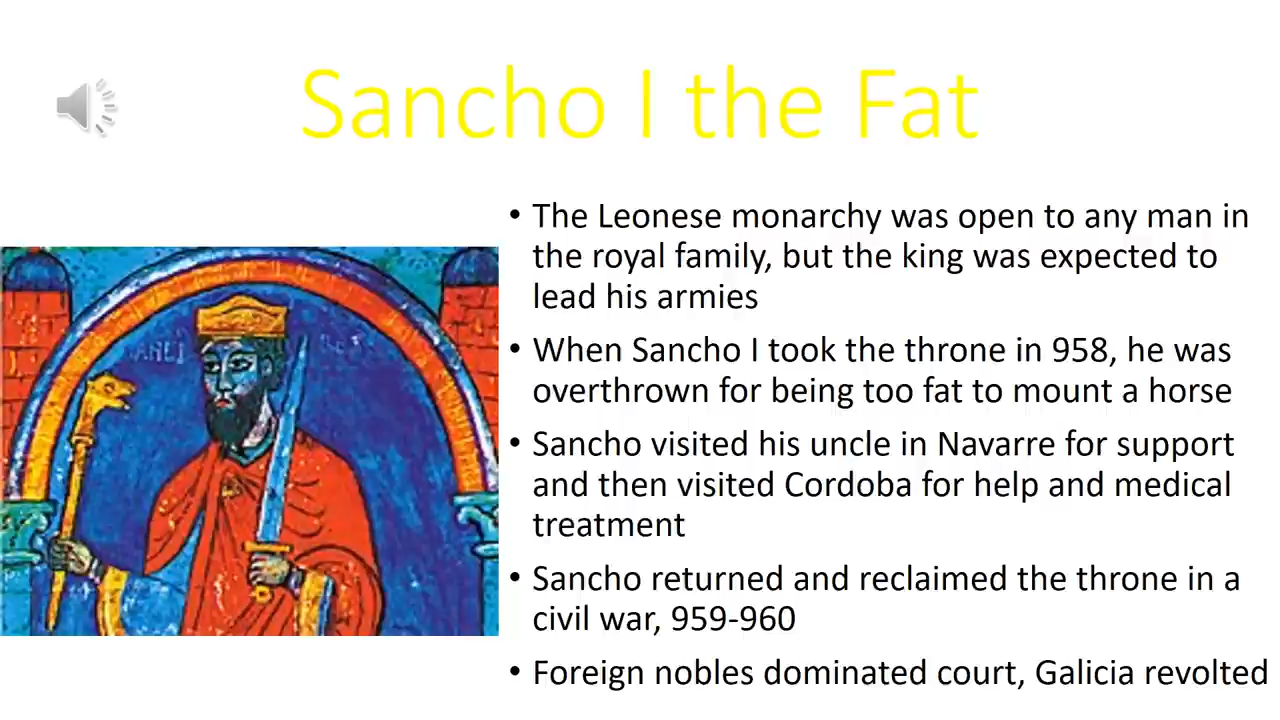 Sancho I the Fat
• The Leonese monarchy was open to any man in
the royal family, but the king was expected to
lead his armies
• When Sancho I took the throne in 958, he was
overthrown for being too fat to mount a horse
• Sancho visited his uncle in Navarre for support
and then visited Cordoba for help and medical
treatment
• Sancho returned and reclaimed the throne in a
civil war, 959-960
• Foreign nobles dominated court, Galicia revolted